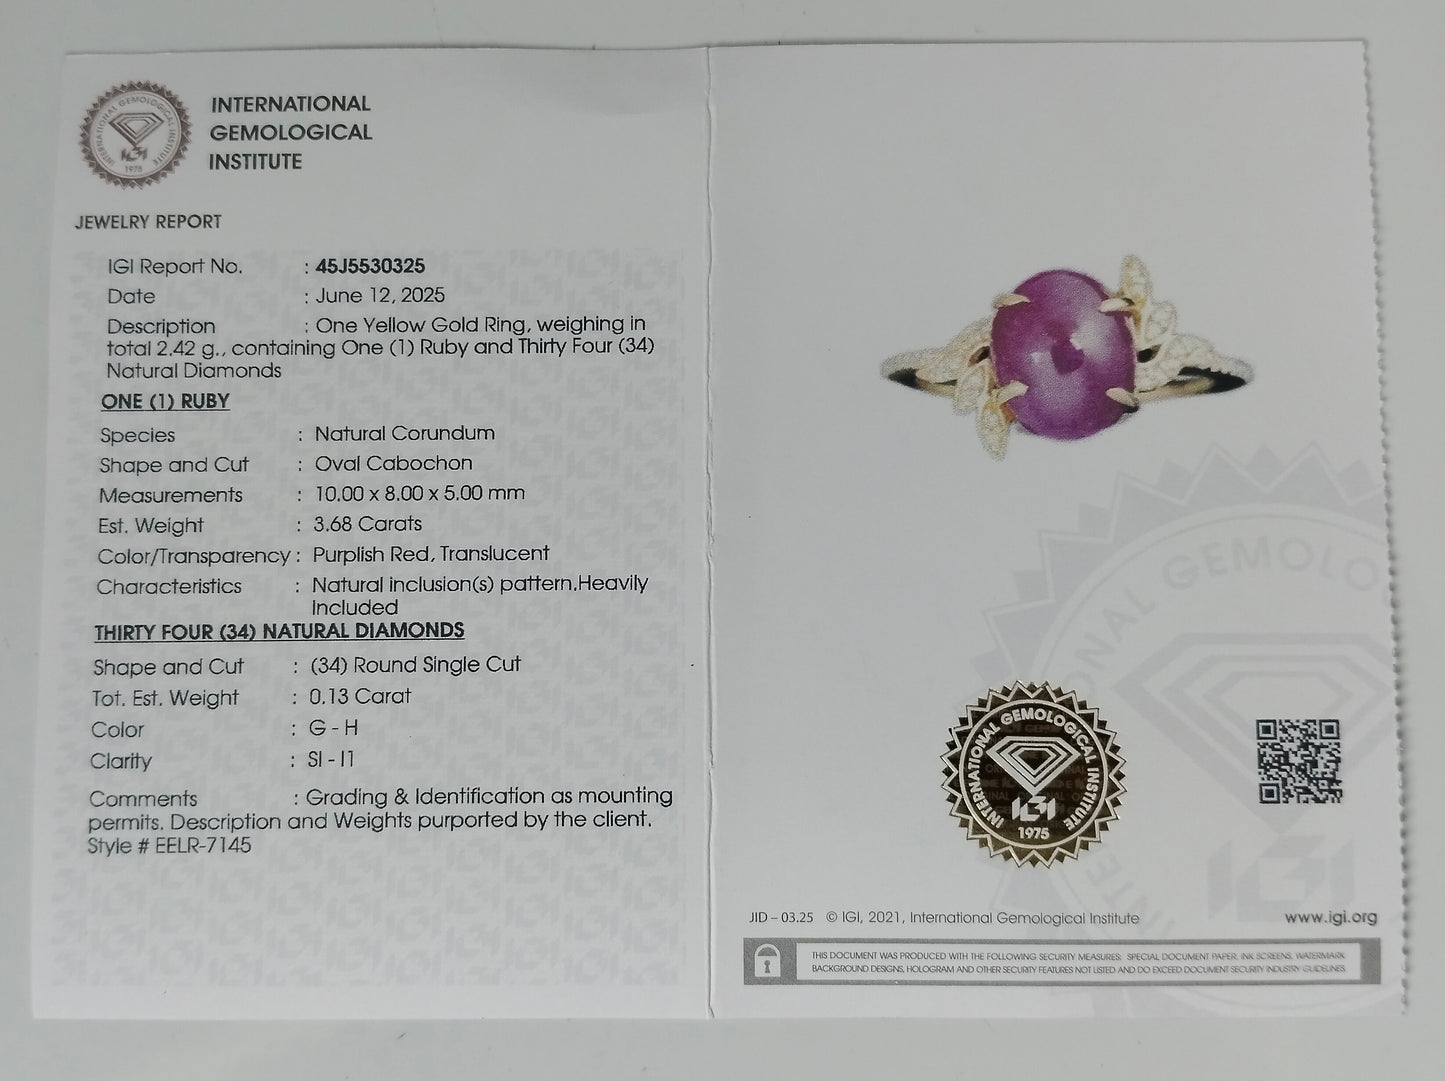 INTERNATIONAL GEMOLOGICAL INSTITUTE
IGI
1975
INTERNATIONAL
GEMOLOGICAL
INSTITUTE
JEWELRY REPORT
IGI Report No. : 45J5530325
Date : June 12, 2025
Description : One Yellow Gold Ring, weighing in
total 2.42 g., containing One (1) Ruby and Thirty Four (34)
Natural Diamonds
ONE (1) RUBY
Species : Natural Corundum
Shape and Cut : Oval Cabochon
Measurements : 10.00 x 8.00 x 5.00 mm
Est. Weight : 3.68 Carats
Color/Transparency : Purplish Red, Translucent
Characteristics : Natural inclusion(s) pattern,Heavily
Included
THIRTY FOUR (34) NATURAL DIAMONDS
Shape and Cut : (34) Round Single Cut
Tot. Est. Weight : 0.13 Carat
Color : G - H
Clarity : SI - I1
Comments : Grading & Identification as mounting
permits. Description and Weights purported by the client.
Style # EELR-7145
INTERNATIONAL GEMOLOGICAL INSTITUTE
IGI
1975
JID – 03.25 © IGI, 2021, International Gemological Institute
www.igi.org
THIS DOCUMENT WAS PRODUCED WITH THE FOLLOWING SECURITY MEASURES: SPECIAL DOCUMENT PAPER, INK SCREENS, WATERMARK
BACKGROUND DESIGNS, HOLOGRAM AND OTHER SECURITY FEATURES NOT LISTED AND DO EXCEED DOCUMENT SECURITY INDUSTRY GUIDELINES.